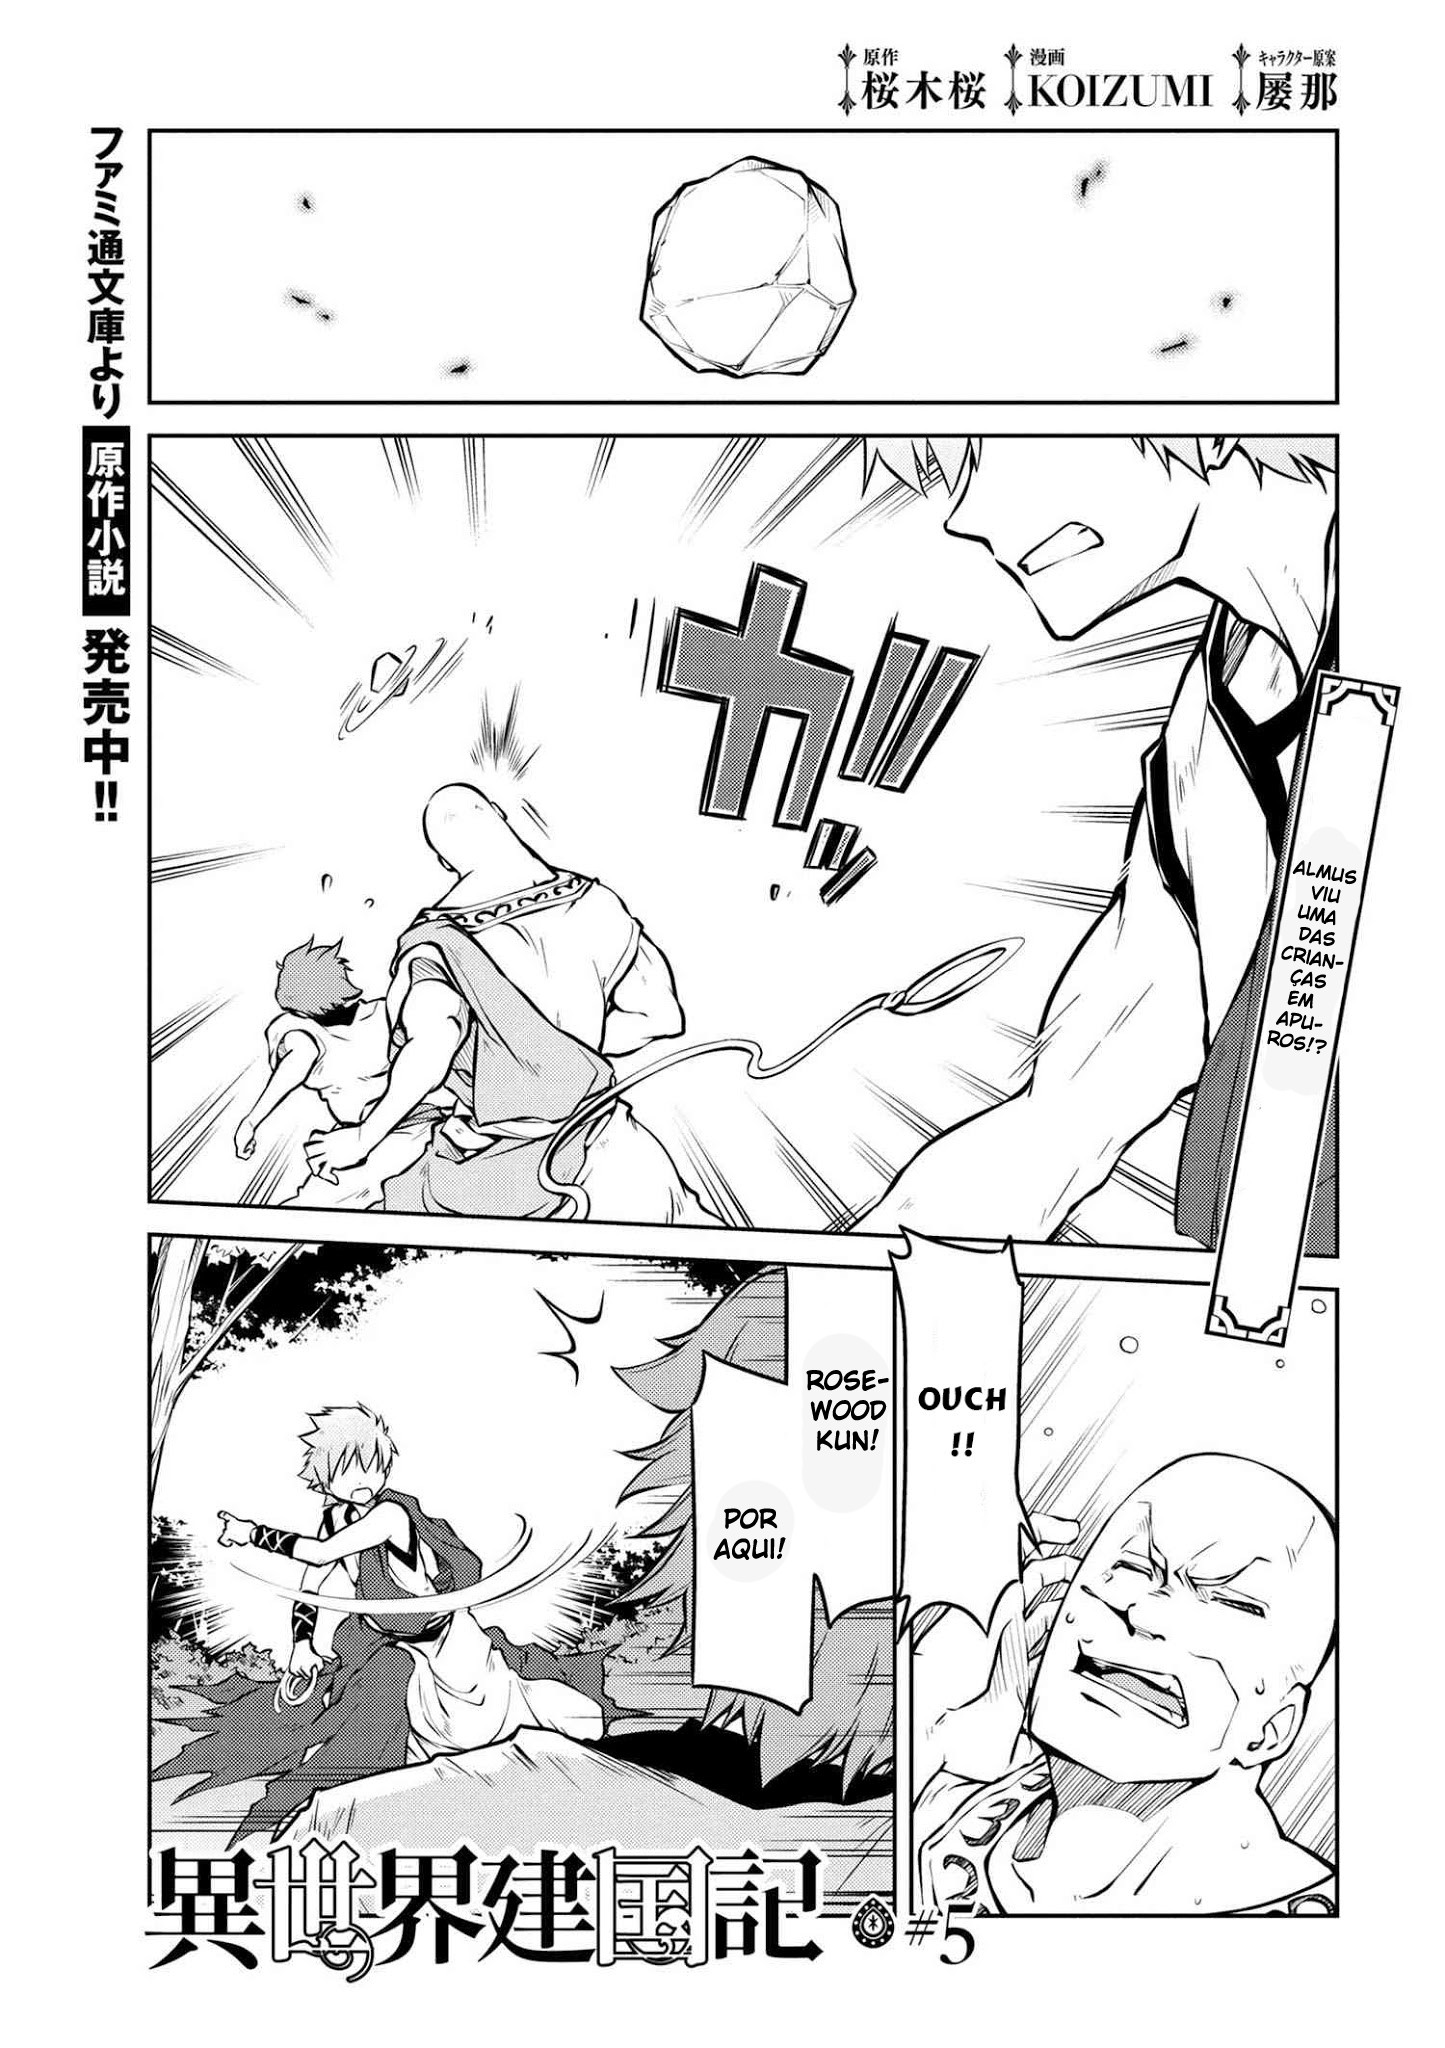 原作
桜木桜
漫画
KOIZUMI
キャラクター原案
屡那
ファミ通文庫より 原作小説 発売中!!
ガッ
ALMUS
VIU
UMA
DAS
CRIAN-
ÇAS
EM
APU-
ROS!?
OUCH
!!
ROSE-
WOOD
KUN!
POR
AQUI!
異世界建国記 #5